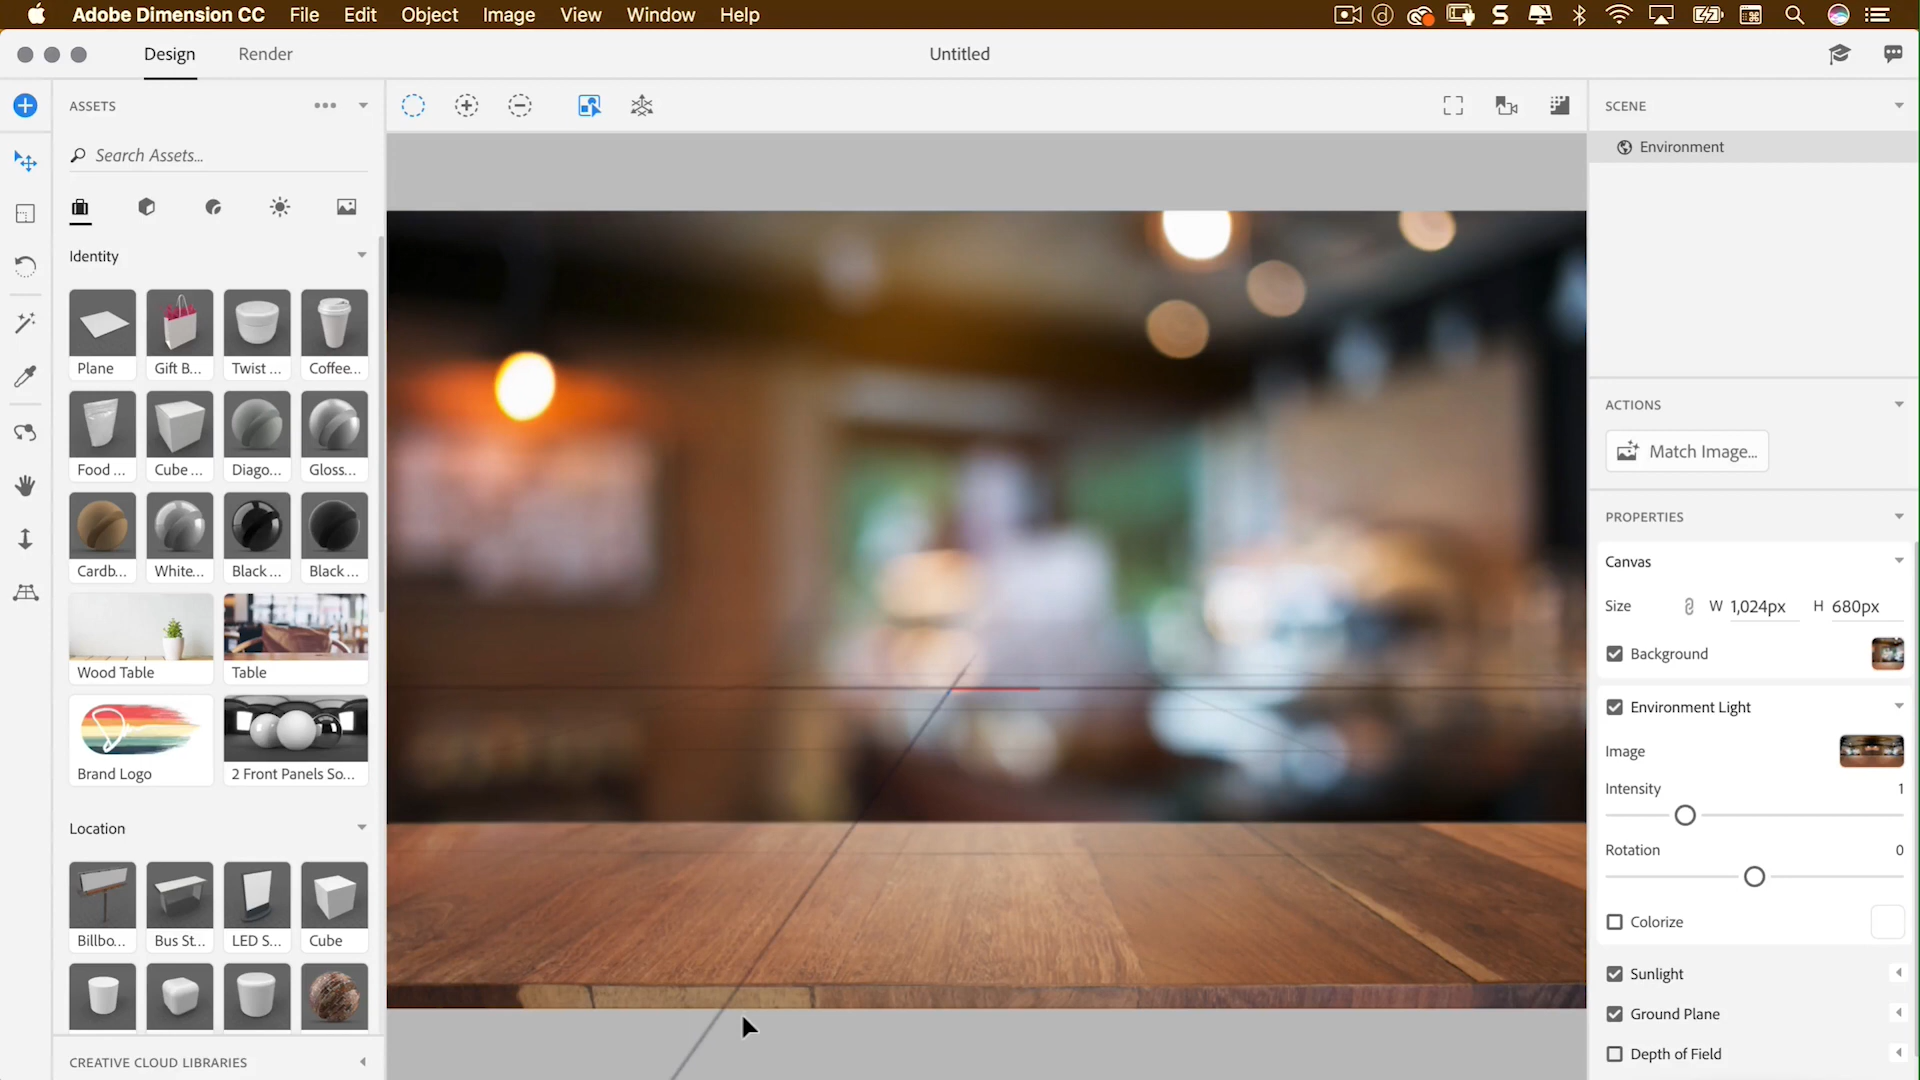 Adobe Dimension CC File Edit Object Image View Window Help
Design Render Untitled
ASSETS
Search Assets...
Identity
Plane Gift B... Twist ... Coffee...
Food ... Cube ... Diago... Gloss...
Cardb... White... Black ... Black ...
Wood Table Table
Brand Logo 2 Front Panels So...
Location
Billbo... Bus St... LED S... Cube
CREATIVE CLOUD LIBRARIES
SCENE
Environment
ACTIONS
Match Image...
PROPERTIES
Canvas
Size W 1,024px H 680px
Background
Environment Light
Image
Intensity 1
Rotation 0
Colorize
Sunlight
Ground Plane
Depth of Field